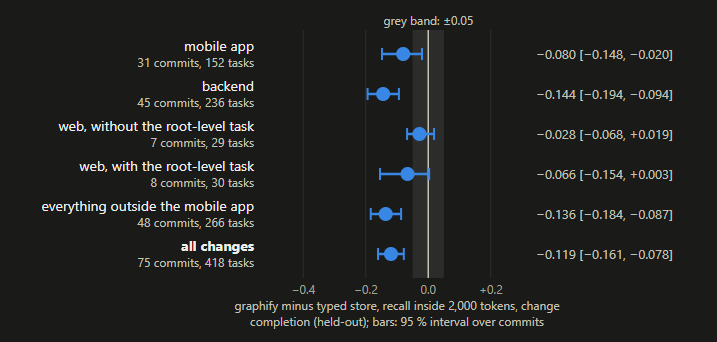 grey band: ±0.05
mobile app
31 commits, 152 tasks
−0.080 [−0.148, −0.020]
backend
45 commits, 236 tasks
−0.144 [−0.194, −0.094]
web, without the root-level task
7 commits, 29 tasks
−0.028 [−0.068, +0.019]
web, with the root-level task
8 commits, 30 tasks
−0.066 [−0.154, +0.003]
everything outside the mobile app
48 commits, 266 tasks
−0.136 [−0.184, −0.087]
all changes
75 commits, 418 tasks
−0.119 [−0.161, −0.078]
−0.4 −0.2 0.0 +0.2
graphify minus typed store, recall inside 2,000 tokens, change
completion (held-out); bars: 95 % interval over commits